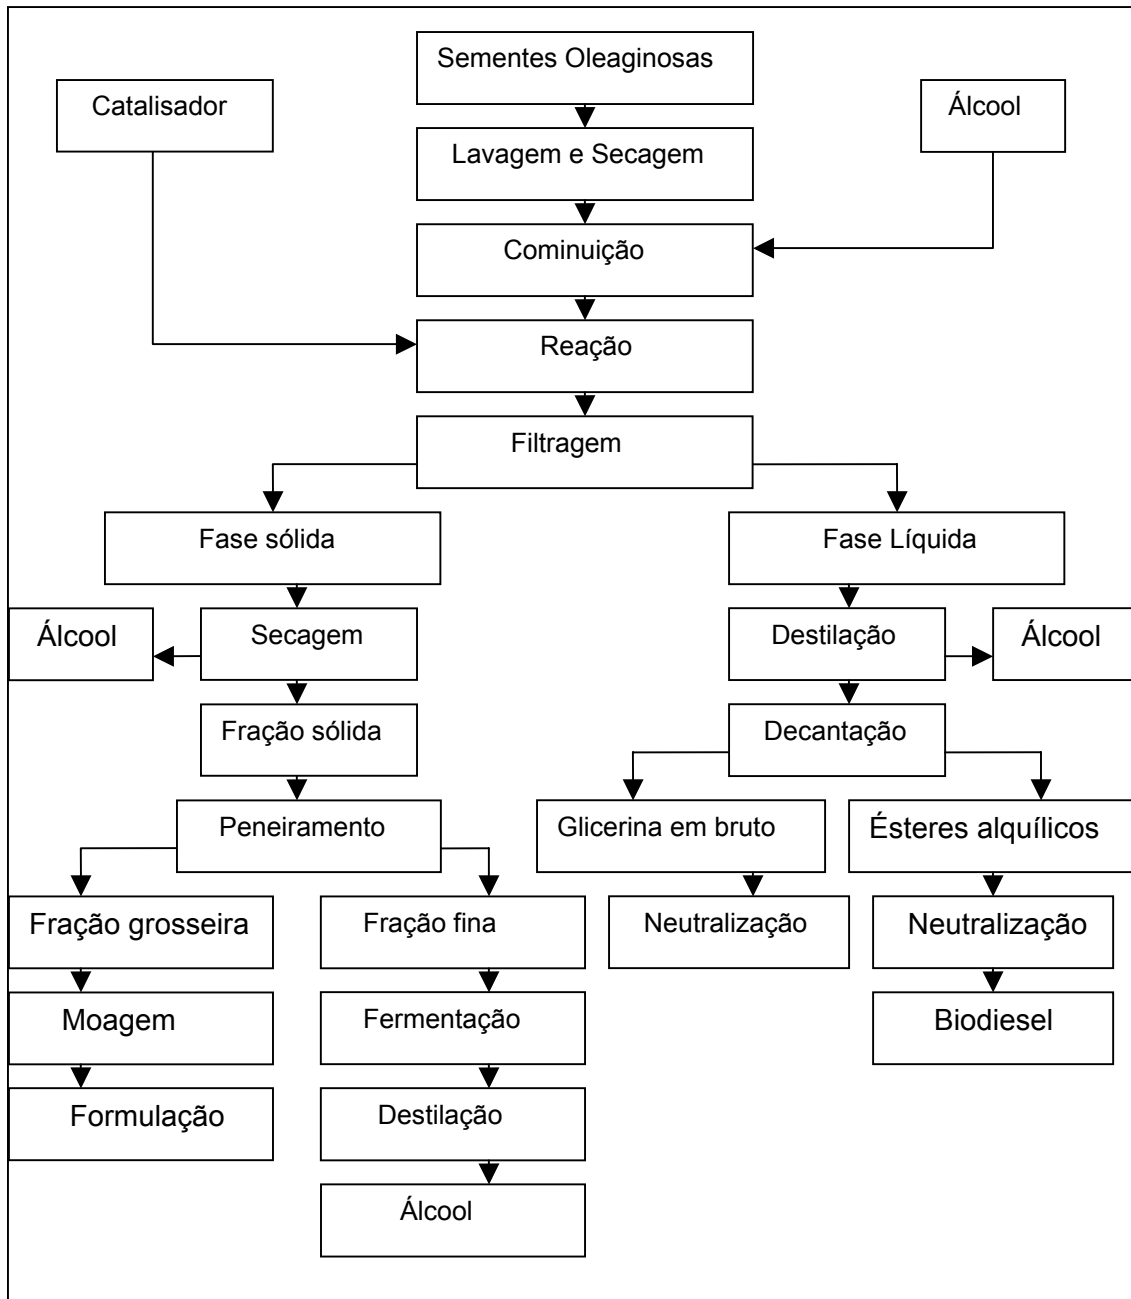 Sementes Oleaginosas
Catalisador
Álcool
Lavagem e Secagem
Cominuição
Reação
Filtragem
Fase sólida
Fase Líquida
Álcool
Secagem
Destilação
Álcool
Fração sólida
Decantação
Peneiramento
Glicerina em bruto
Ésteres alquílicos
Fração grosseira
Fração fina
Neutralização
Neutralização
Moagem
Fermentação
Biodiesel
Formulação
Destilação
Álcool